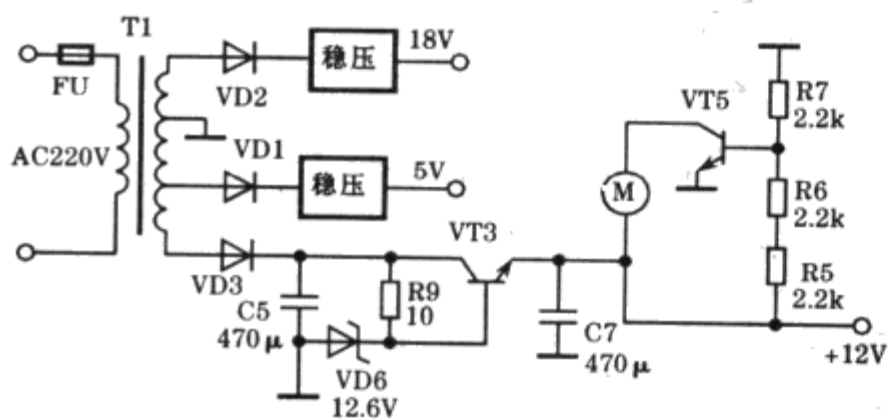 T1
FU
AC220V
VD2
稳压
18V
VD1
稳压
5V
VD3
C5
470μ
R9
10
VD6
12.6V
VT3
C7
470μ
M
VT5
R7
2.2k
R6
2.2k
R5
2.2k
+12V